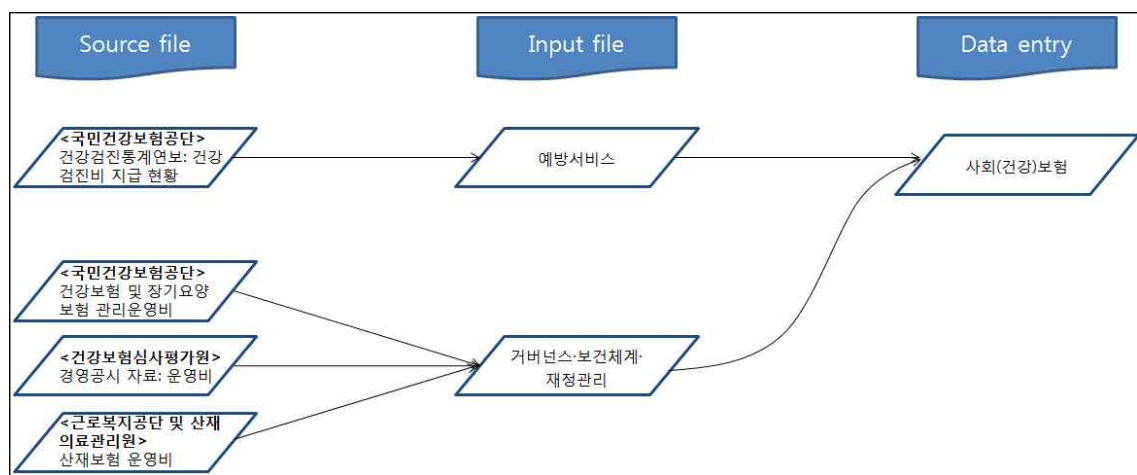 Source file
Input file
Data entry
<국민건강보험공단>
건강검진통계연보: 건강
검진비 지급 현황
예방서비스
사회(건강)보험
<국민건강보험공단>
건강보험 및 장기요양
보험 관리운영비
<건강보험심사평가원>
경영공시 자료: 운영비
거버넌스·보건체계·
재정관리
<근로복지공단 및 산재
의료관리원>
산재보험 운영비